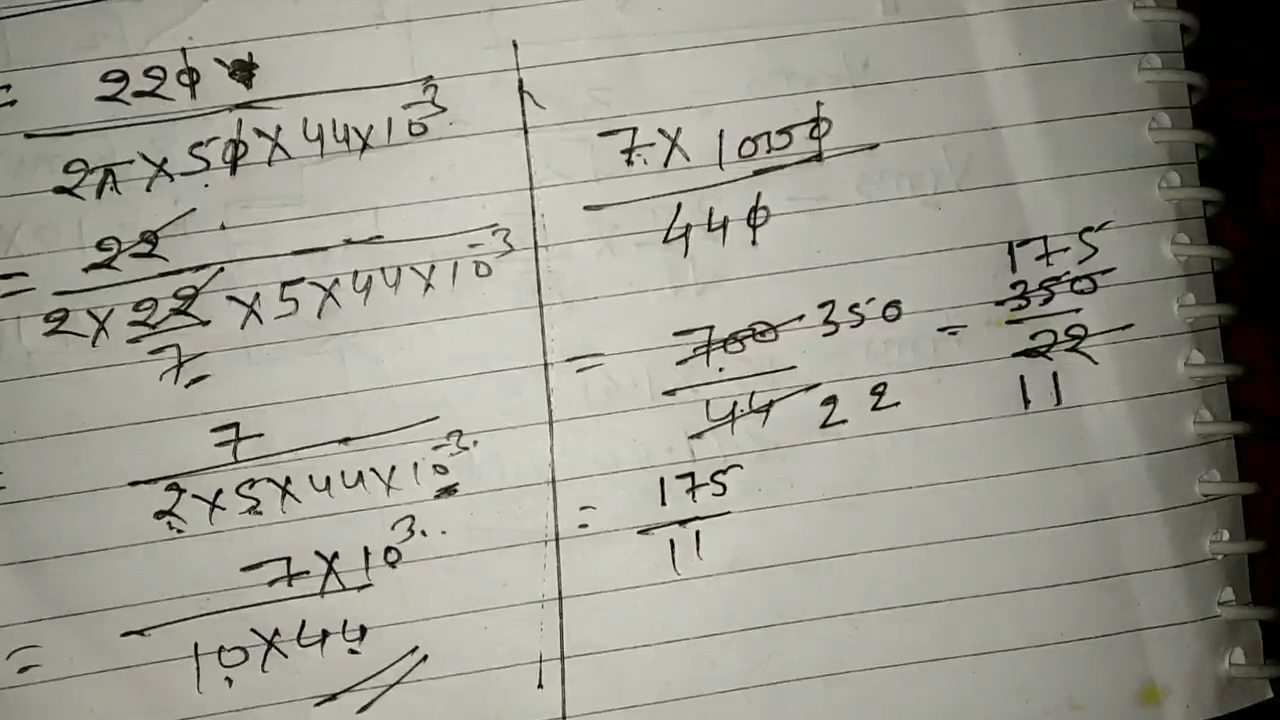 = 220
2π × 50 × 44 × 10⁻³
= 22
2 × 22 × 5 × 44 × 10⁻³
7
= 7
2 × 5 × 44 × 10⁻³
7 × 10³
= 10 × 44
7 × 1000
440
175
= 700 350 = 350
44 22 22
11
= 175
11